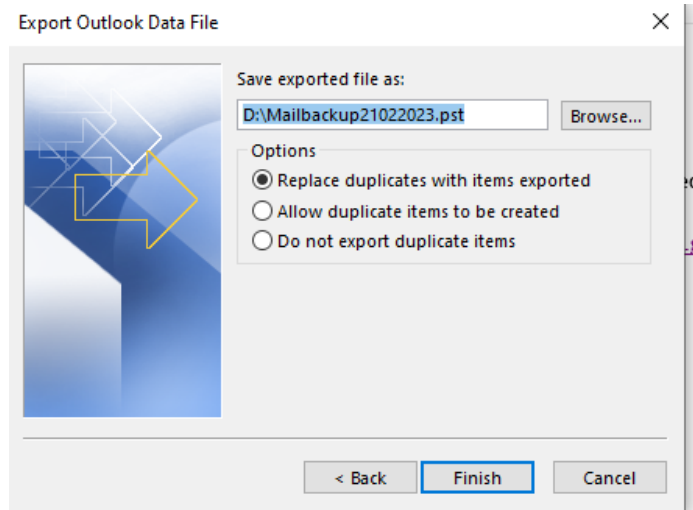 Export Outlook Data File
Save exported file as:
D:\Mailbackup21022023.pst
Browse...
Options
Replace duplicates with items exported
Allow duplicate items to be created
Do not export duplicate items
< Back
Finish
Cancel